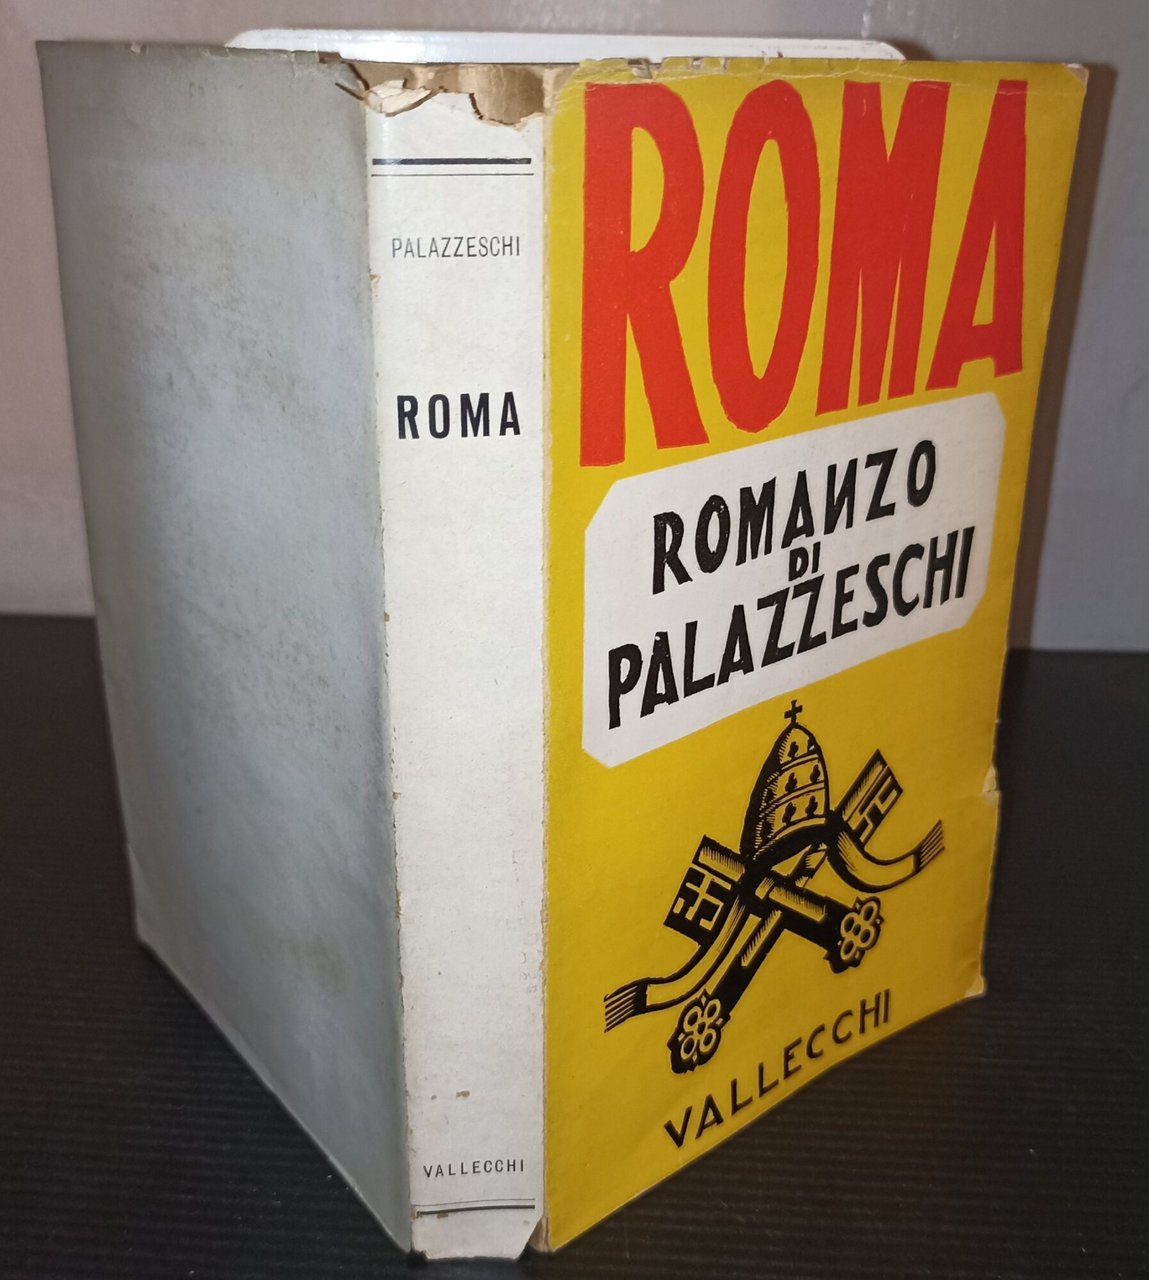 PALAZZESCHI
ROMA
VALLECCHI
ROMA
ROMANZO
DI
PALAZZESCHI
VALLECCHI